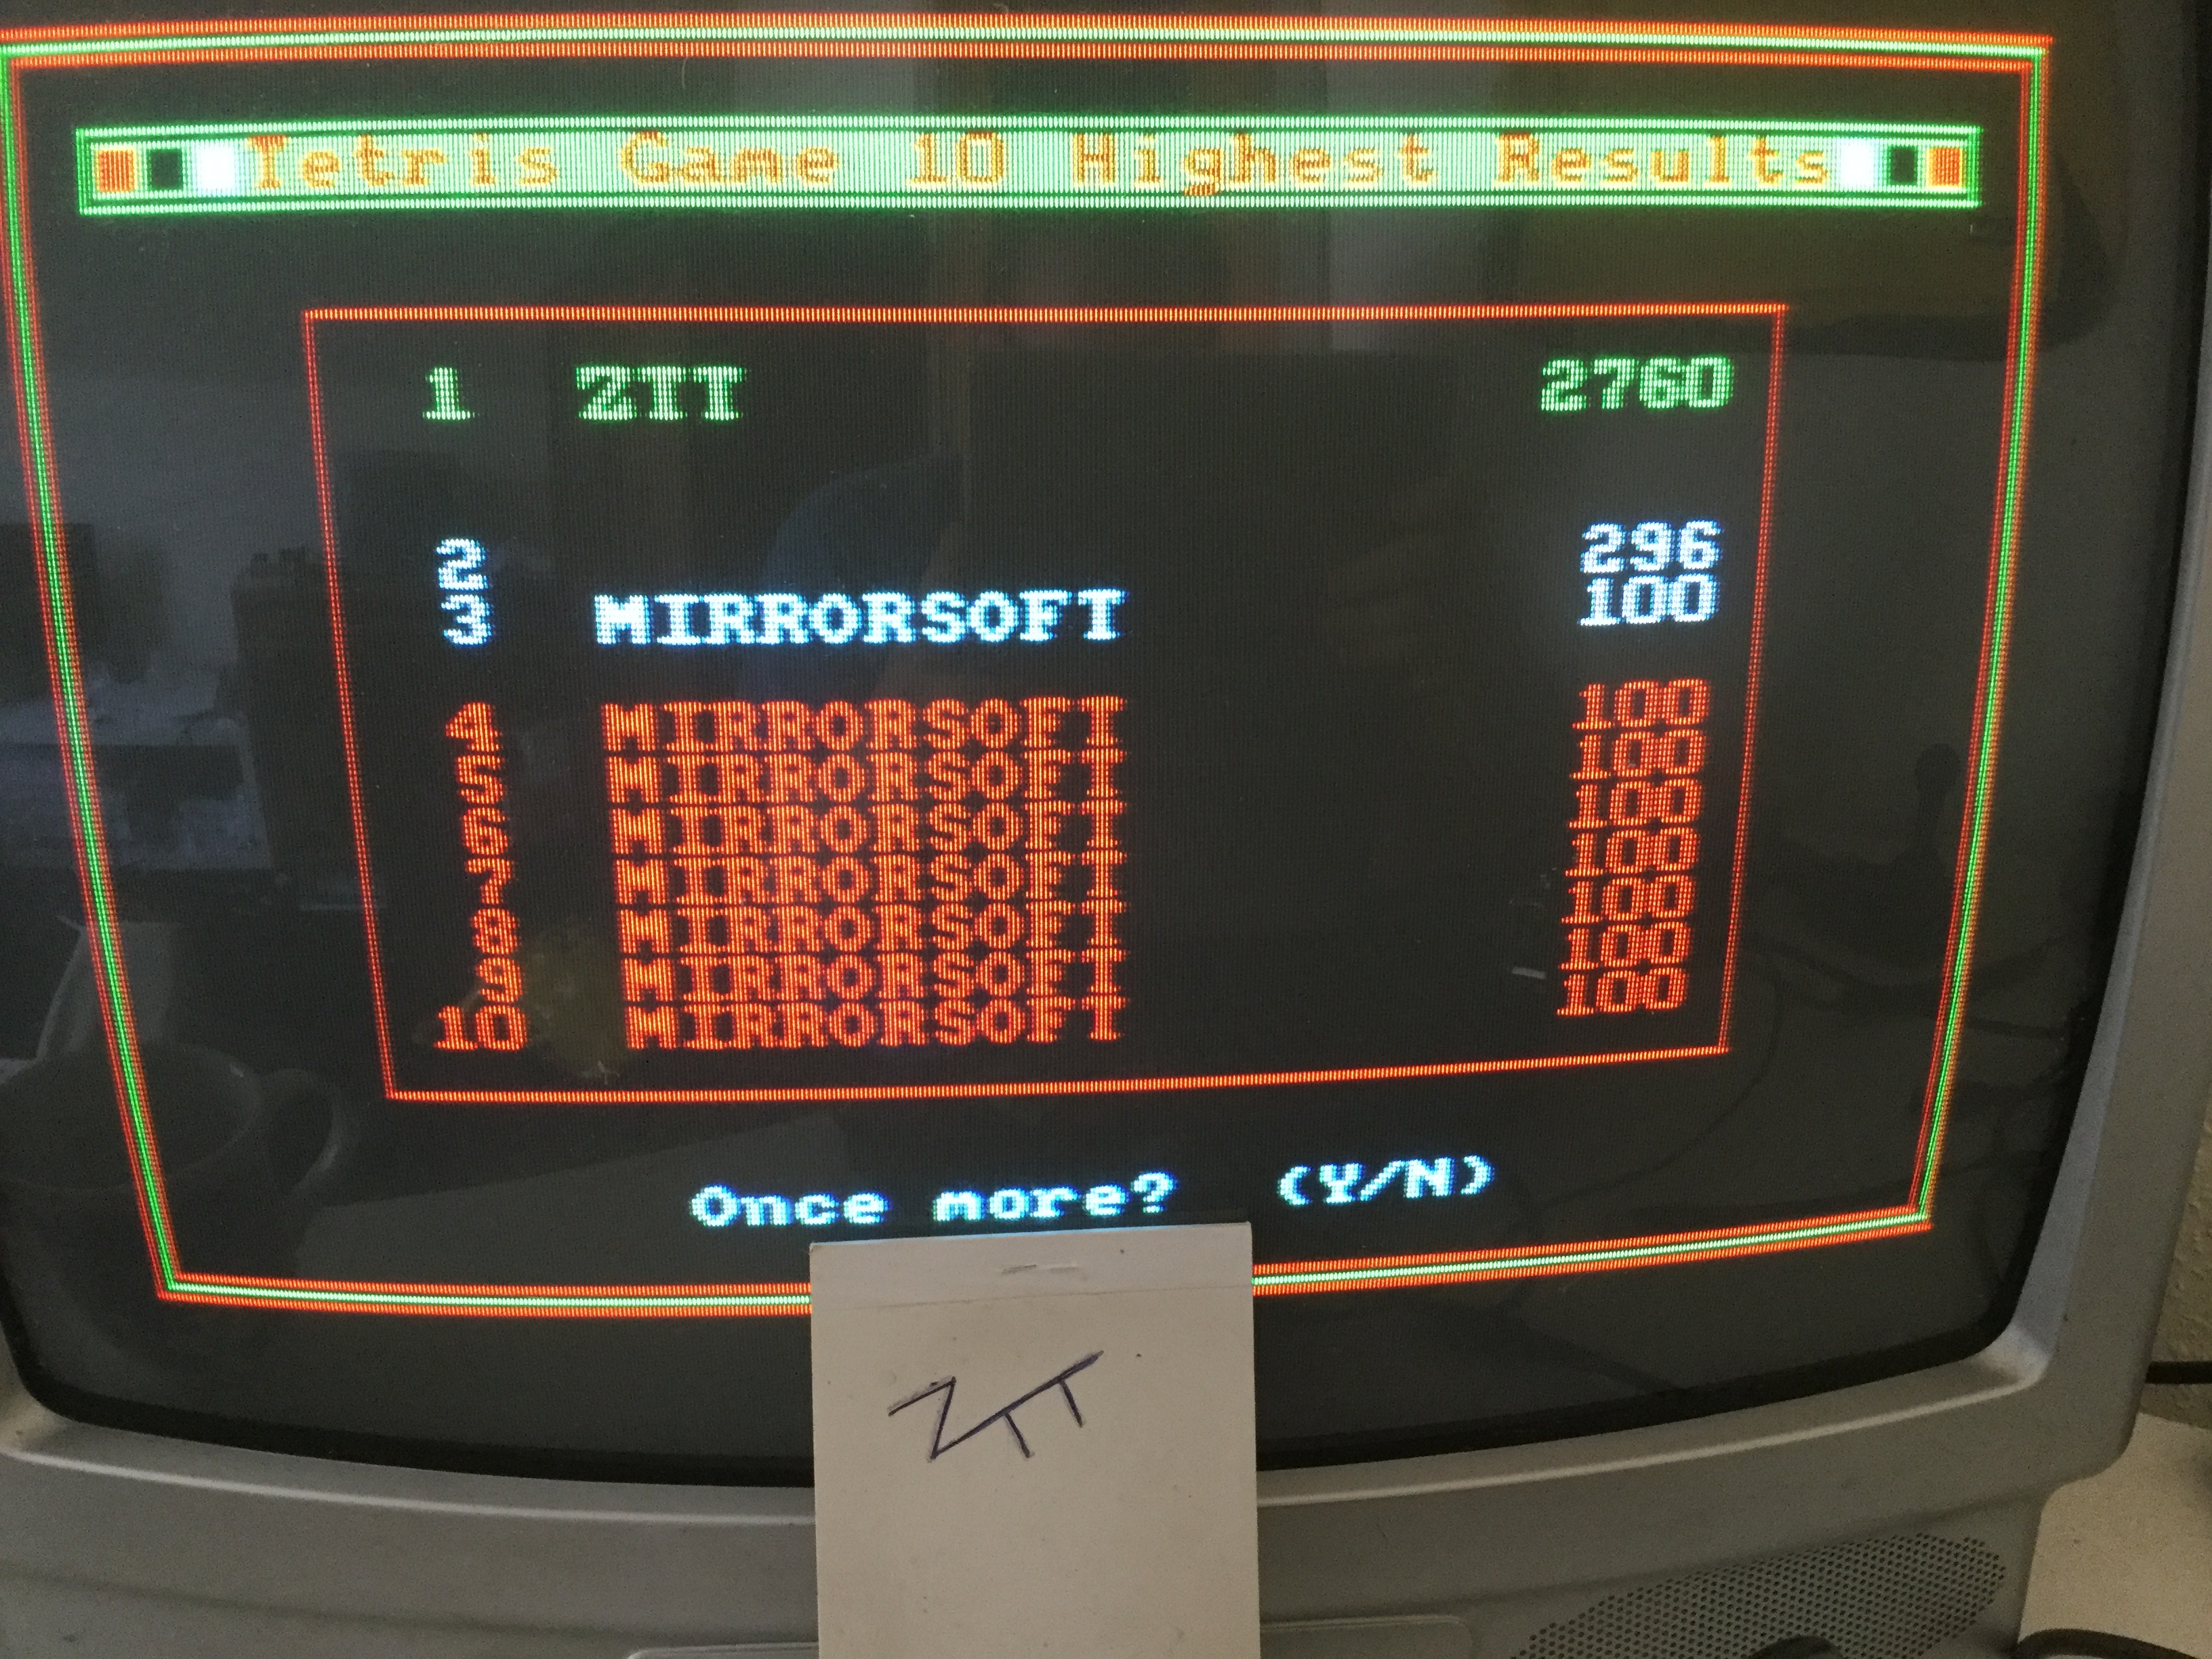 Tetris Game 10 Highest Results
1 ZTT 2760
2 296
3 MIRRORSOFT 100
4 MIRRORSOFT 100
5 MIRRORSOFT 100
6 MIRRORSOFT 100
7 MIRRORSOFT 100
8 MIRRORSOFT 100
9 MIRRORSOFT 100
10 MIRRORSOFT 100
Once more? (Y/N)
ZTT